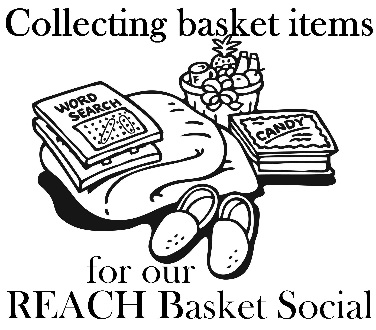 Collecting basket items
WORD
SEARCH
CANDY
for our
REACH Basket Social